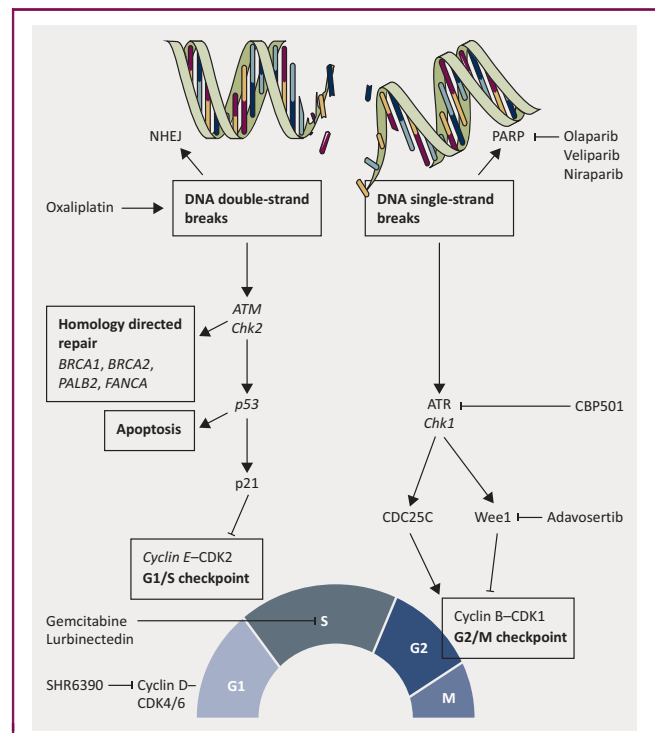 NHEJ
PARP
Olaparib
Veliparib
Niraparib
Oxaliplatin
DNA double-strand
breaks
DNA single-strand
breaks
ATM
Chk2
Homology directed
repair
BRCA1, BRCA2,
PALB2, FANCA
p53
Apoptosis
p21
ATR
Chk1
CBP501
CDC25C
Wee1
Adavosertib
Cyclin E–CDK2
G1/S checkpoint
Cyclin B–CDK1
G2/M checkpoint
Gemcitabine
Lurbinectedin
S
G2
SHR6390
Cyclin D–
CDK4/6
G1
M